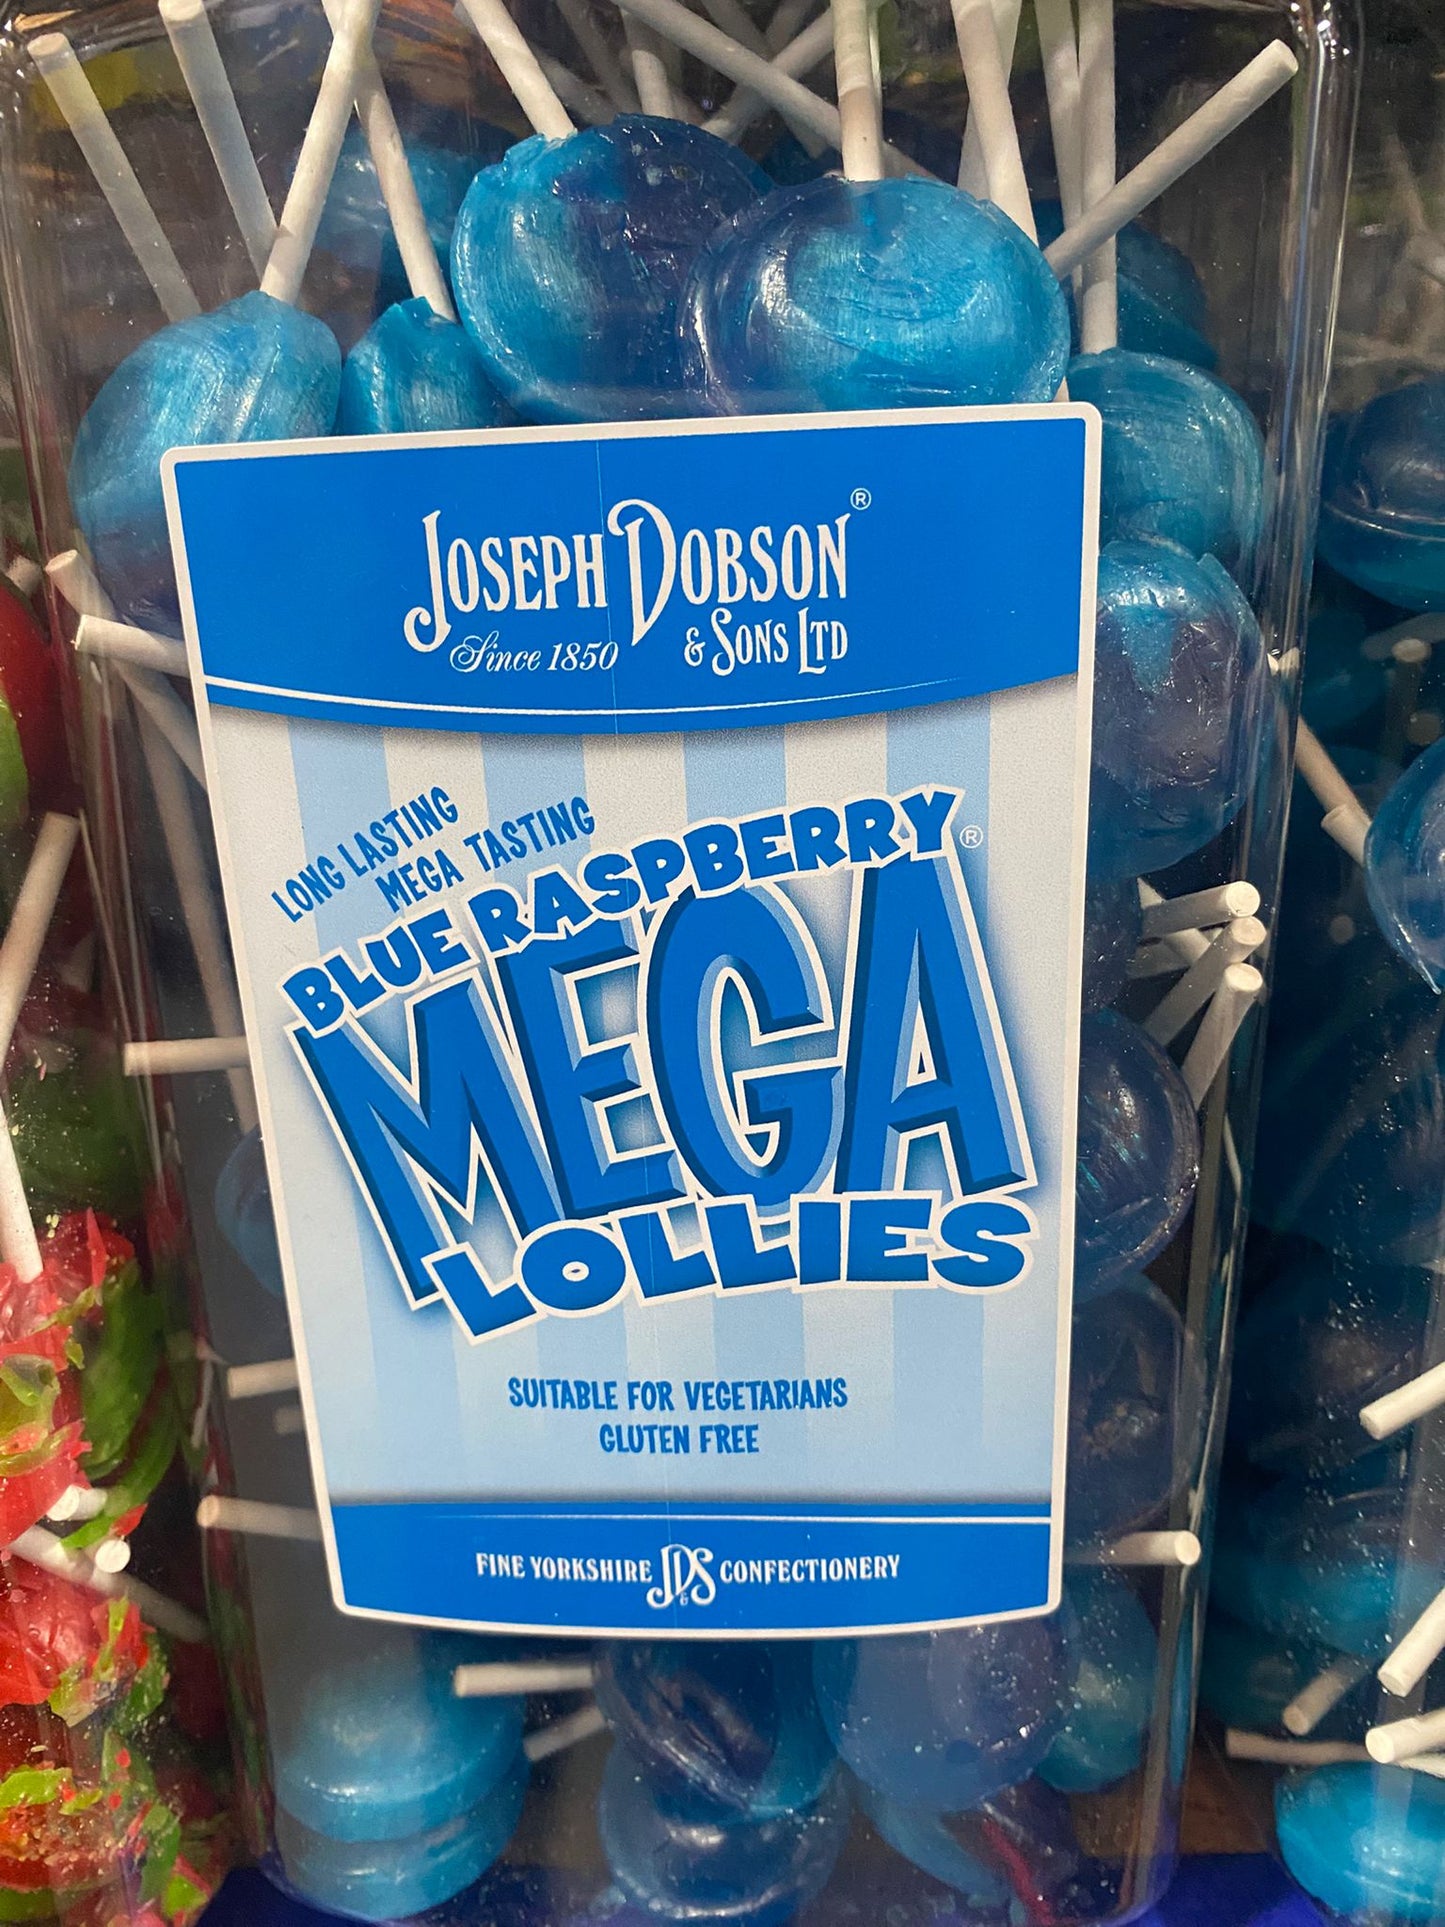 JOSEPH DOBSON®
Since 1850 & SONS LTD
LONG LASTING
MEGA TASTING
BLUE RASPBERRY
MEGA®
LOLLIES
SUITABLE FOR VEGETARIANS
GLUTEN FREE
FINE YORKSHIRE JD&S CONFECTIONERY